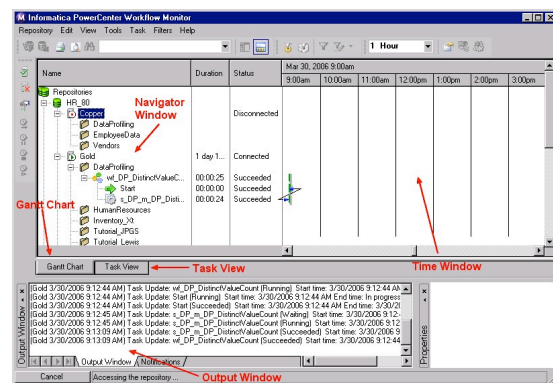 Informatica PowerCenter Workflow Monitor
Repository Edit View Tools Task Filters Help
1 Hour
Name Duration Status Mar 30, 2006 9:00am
9:00am 10:00am 11:00am 12:00pm 1:00pm 2:00pm 3:00pm
Repositories
HR_80
Copper Disconnected
DataProfiling
EmployeeData
Vendors
Navigator Window
Gold 1 day 1... Connected
DataProfiling
wf_DP_DistinctValueC... 00:00:25 Succeeded
Start 00:00:00 Succeeded
s_DP_m_DP_Disti... 00:00:24 Succeeded
HumanResources
Inventory_Xt
Tutorial_JPGS
Tutorial_Lewis
Gantt Chart
Time Window
Gantt Chart Task View
Task View
[Gold 3/30/2006 9:12:44 AM] Task Update: wf_DP_DistinctValueCount (Running) Start time: 3/30/2006 9:12:44 AM
[Gold 3/30/2006 9:12:44 AM] Task Update: Start (Running) Start time: 3/30/2006 9:12:44 AM End time: In progress
[Gold 3/30/2006 9:12:44 AM] Task Update: Start (Succeeded) Start time: 3/30/2006 9:12:44 AM End time: 3/30/200
[Gold 3/30/2006 9:12:45 AM] Task Update: s_DP_m_DP_DistinctValueCount (Waiting) Start time: 3/30/2006 9:12:
[Gold 3/30/2006 9:12:45 AM] Task Update: s_DP_m_DP_DistinctValueCount (Running) Start time: 3/30/2006 9:12
[Gold 3/30/2006 9:13:09 AM] Task Update: s_DP_m_DP_DistinctValueCount (Succeeded) Start time: 3/30/2006 9:
[Gold 3/30/2006 9:13:09 AM] Task Update: wf_DP_DistinctValueCount (Succeeded) Start time: 3/30/2006 9:12:44
Output Window
Properties
Output Window Notifications
Cancel Accessing the repository ...
Output Window